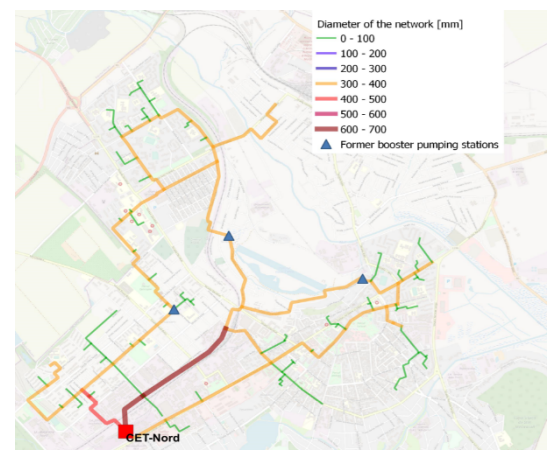 Diameter of the network [mm]
0 - 100
100 - 200
200 - 300
300 - 400
400 - 500
500 - 600
600 - 700
Former booster pumping stations
CET-Nord